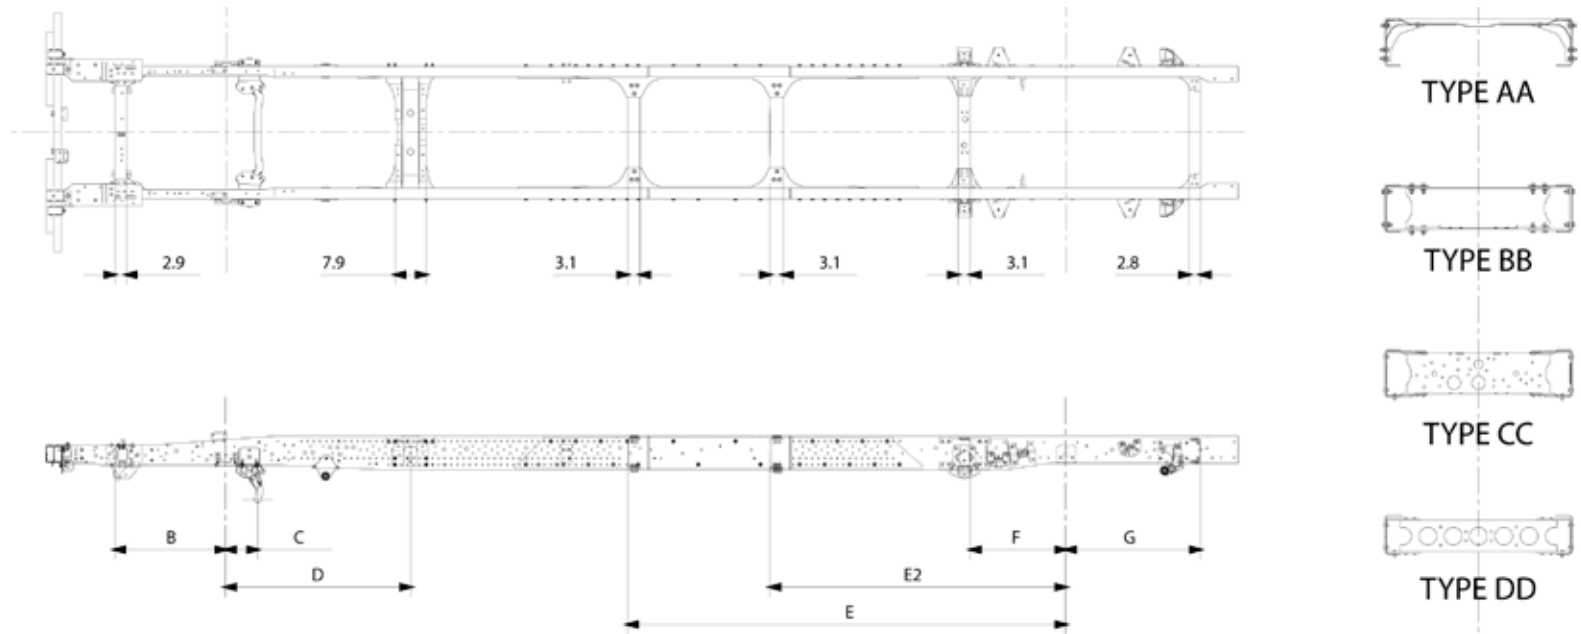 2.9
7.9
3.1
3.1
3.1
2.8
B
C
F
G
D
E2
E
TYPE AA
TYPE BB
TYPE CC
TYPE DD